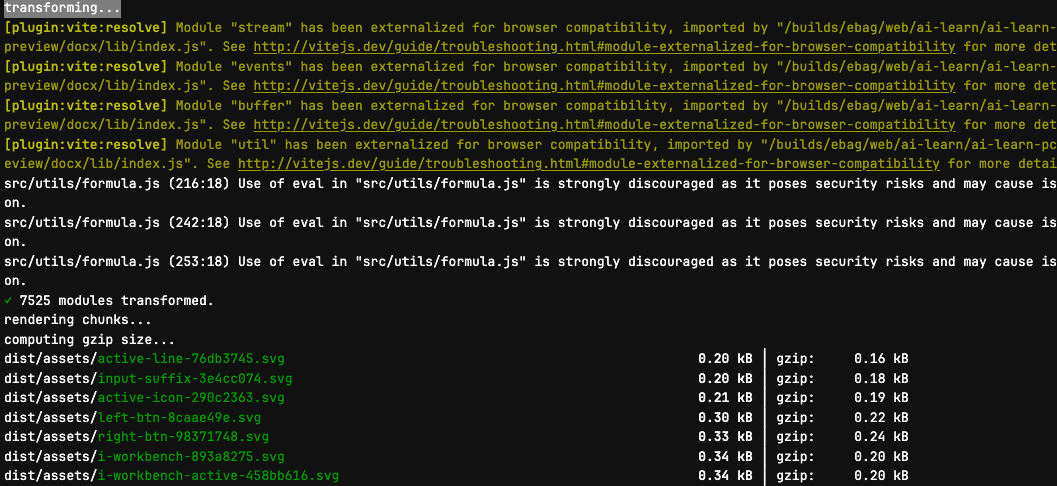 transforming...
[plugin:vite:resolve] Module "stream" has been externalized for browser compatibility, imported by "/builds/ebag/web/ai-learn/ai-learn-
preview/docx/lib/index.js". See http://vitejs.dev/guide/troubleshooting.html#module-externalized-for-browser-compatibility for more det
[plugin:vite:resolve] Module "events" has been externalized for browser compatibility, imported by "/builds/ebag/web/ai-learn/ai-learn-
preview/docx/lib/index.js". See http://vitejs.dev/guide/troubleshooting.html#module-externalized-for-browser-compatibility for more det
[plugin:vite:resolve] Module "buffer" has been externalized for browser compatibility, imported by "/builds/ebag/web/ai-learn/ai-learn-
preview/docx/lib/index.js". See http://vitejs.dev/guide/troubleshooting.html#module-externalized-for-browser-compatibility for more det
[plugin:vite:resolve] Module "util" has been externalized for browser compatibility, imported by "/builds/ebag/web/ai-learn/ai-learn-pc
eview/docx/lib/index.js". See http://vitejs.dev/guide/troubleshooting.html#module-externalized-for-browser-compatibility for more detai
src/utils/formula.js (216:18) Use of eval in "src/utils/formula.js" is strongly discouraged as it poses security risks and may cause is
on.
src/utils/formula.js (242:18) Use of eval in "src/utils/formula.js" is strongly discouraged as it poses security risks and may cause is
on.
src/utils/formula.js (253:18) Use of eval in "src/utils/formula.js" is strongly discouraged as it poses security risks and may cause is
on.
✓ 7525 modules transformed.
rendering chunks...
computing gzip size...
dist/assets/active-line-76db3745.svg 0.20 kB │ gzip: 0.16 kB
dist/assets/input-suffix-3e4cc074.svg 0.20 kB │ gzip: 0.18 kB
dist/assets/active-icon-290c2363.svg 0.21 kB │ gzip: 0.19 kB
dist/assets/left-btn-8caae49e.svg 0.30 kB │ gzip: 0.22 kB
dist/assets/right-btn-98371748.svg 0.33 kB │ gzip: 0.24 kB
dist/assets/i-workbench-893a8275.svg 0.34 kB │ gzip: 0.20 kB
dist/assets/i-workbench-active-458bb616.svg 0.34 kB │ gzip: 0.20 kB